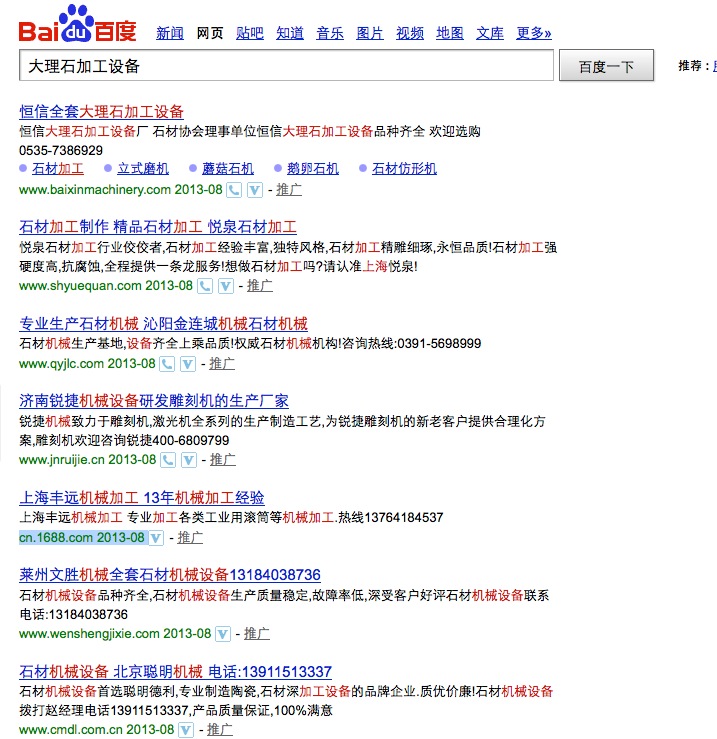 Bai du 百度 新闻 网页 贴吧 知道 音乐 图片 视频 地图 文库 更多»
大理石加工设备 百度一下 推荐：
恒信全套大理石加工设备
恒信大理石加工设备厂 石材协会理事单位恒信大理石加工设备品种齐全 欢迎选购
0535-7386929
石材加工 立式磨机 蘑菇石机 鹅卵石机 石材仿形机
www.baixinmachinery.com 2013-08 V - 推广
石材加工制作 精品石材加工 悦泉石材加工
悦泉石材加工行业佼佼者,石材加工经验丰富,独特风格,石材加工精雕细琢,永恒品质!石材加工强
硬度高,抗腐蚀,全程提供一条龙服务!想做石材加工吗?请认准上海悦泉!
www.shyuequan.com 2013-08 V - 推广
专业生产石材机械 沁阳金连城机械石材机械
石材机械生产基地,设备齐全上乘品质!权威石材机械机构!咨询热线:0391-5698999
www.qyjlc.com 2013-08 V - 推广
济南锐捷机械设备研发雕刻机的生产厂家
锐捷机械致力于雕刻机,激光机全系列的生产制造工艺,为锐捷雕刻机的新老客户提供合理化方
案,雕刻机欢迎咨询锐捷400-6809799
www.jnruijie.cn 2013-08 V - 推广
上海丰远机械加工 13年机械加工经验
上海丰远机械加工 专业加工各类工业用滚筒等机械加工.热线13764184537
cn.1688.com 2013-08 V - 推广
莱州文胜机械全套石材机械设备13184038736
石材机械设备品种齐全,石材机械设备生产质量稳定,故障率低,深受客户好评石材机械设备联系
电话:13184038736
www.wenshengjixie.com 2013-08 V - 推广
石材机械设备 北京聪明机械 电话:13911513337
石材机械设备首选聪明德利,专业制造陶瓷,石材深加工设备的品牌企业.质优价廉!石材机械设备
拨打赵经理电话13911513337,产品质量保证,100%满意
www.cmdl.com.cn 2013-08 V - 推广